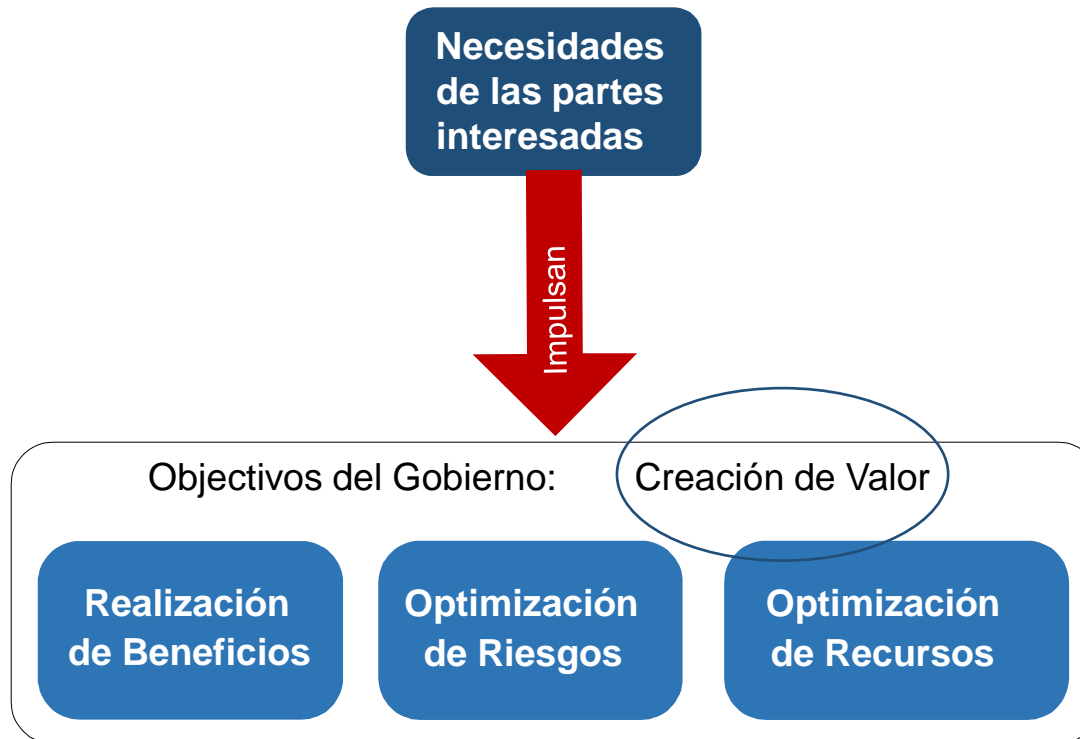 Necesidades
de las partes
interesadas
Impulsan
Objectivos del Gobierno: Creación de Valor
Realización
de Beneficios
Optimización
de Riesgos
Optimización
de Recursos